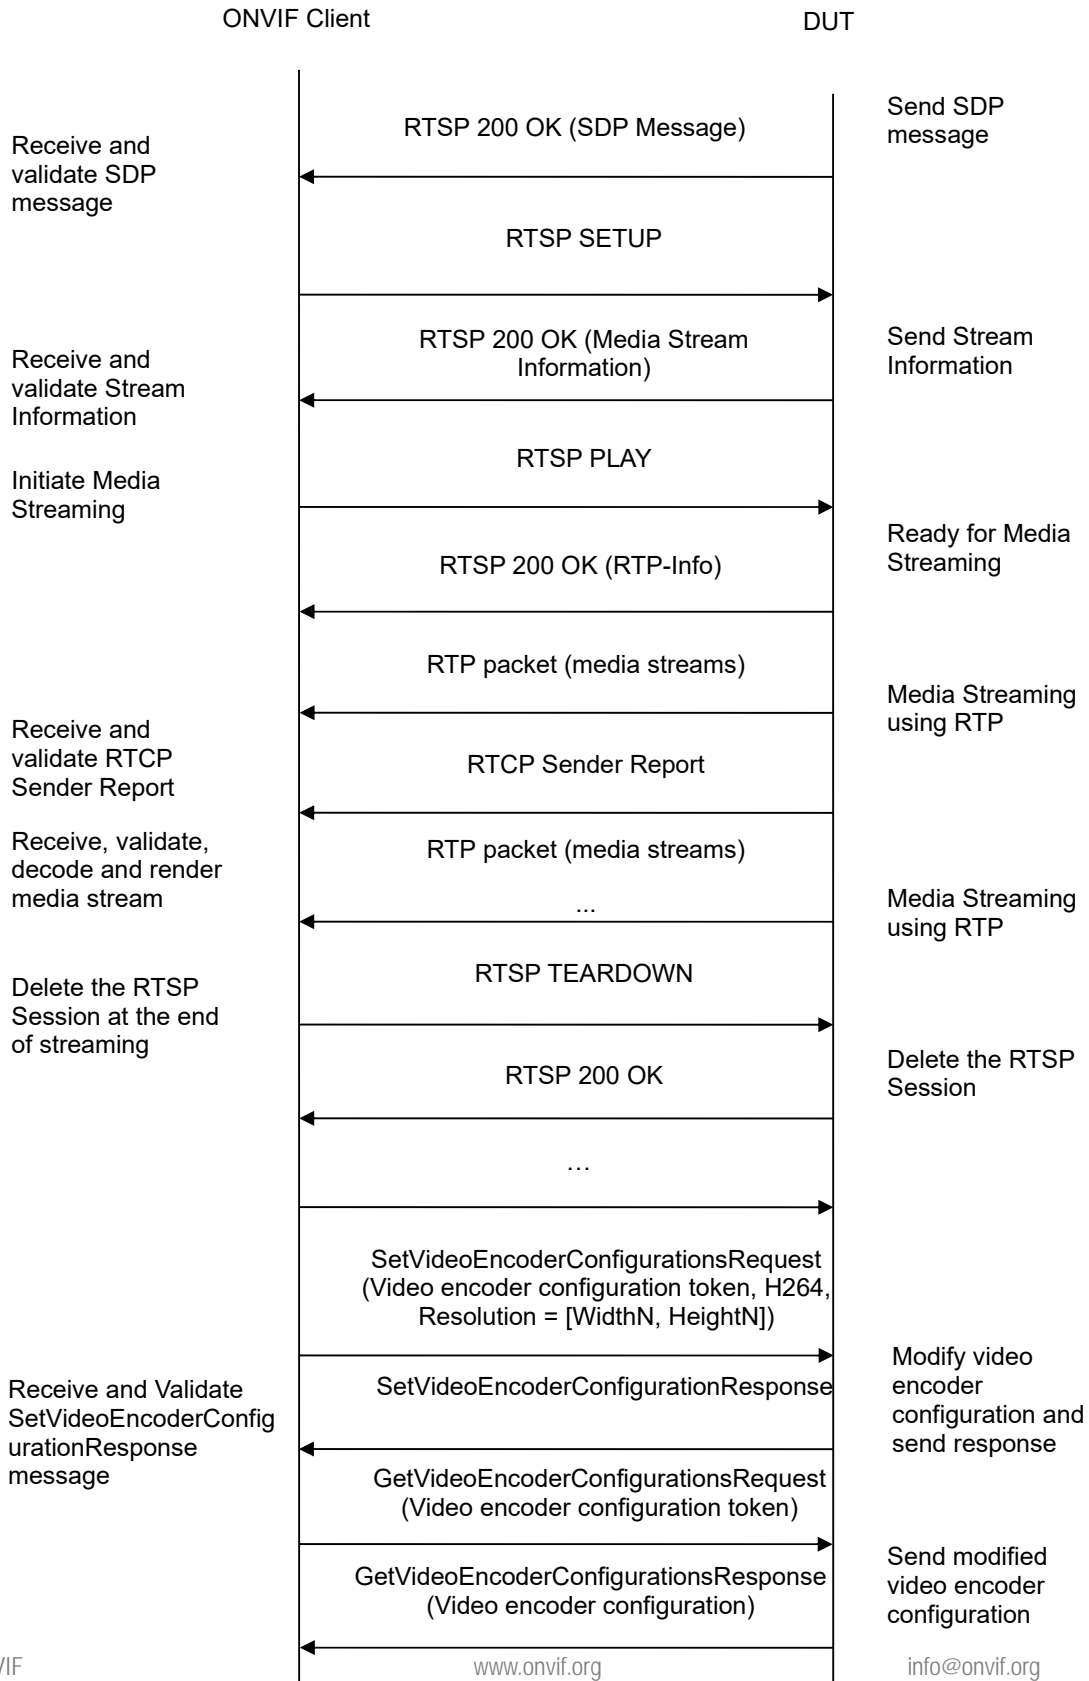 ONVIF Client
DUT
Send SDP
message
RTSP 200 OK (SDP Message)
Receive and
validate SDP
message
RTSP SETUP
Send Stream
Information
RTSP 200 OK (Media Stream
Information)
Receive and
validate Stream
Information
RTSP PLAY
Initiate Media
Streaming
Ready for Media
Streaming
RTSP 200 OK (RTP-Info)
RTP packet (media streams)
Media Streaming
using RTP
Receive and
validate RTCP
Sender Report
RTCP Sender Report
Receive, validate,
decode and render
media stream
RTP packet (media streams)
...
Media Streaming
using RTP
RTSP TEARDOWN
Delete the RTSP
Session at the end
of streaming
Delete the RTSP
Session
RTSP 200 OK
…
SetVideoEncoderConfigurationsRequest
(Video encoder configuration token, H264,
Resolution = [WidthN, HeightN])
Modify video
encoder
configuration and
send response
SetVideoEncoderConfigurationResponse
Receive and Validate
SetVideoEncoderConfig
urationResponse
message
GetVideoEncoderConfigurationsRequest
(Video encoder configuration token)
Send modified
video encoder
configuration
GetVideoEncoderConfigurationsResponse
(Video encoder configuration)
VIF
www.onvif.org
info@onvif.org